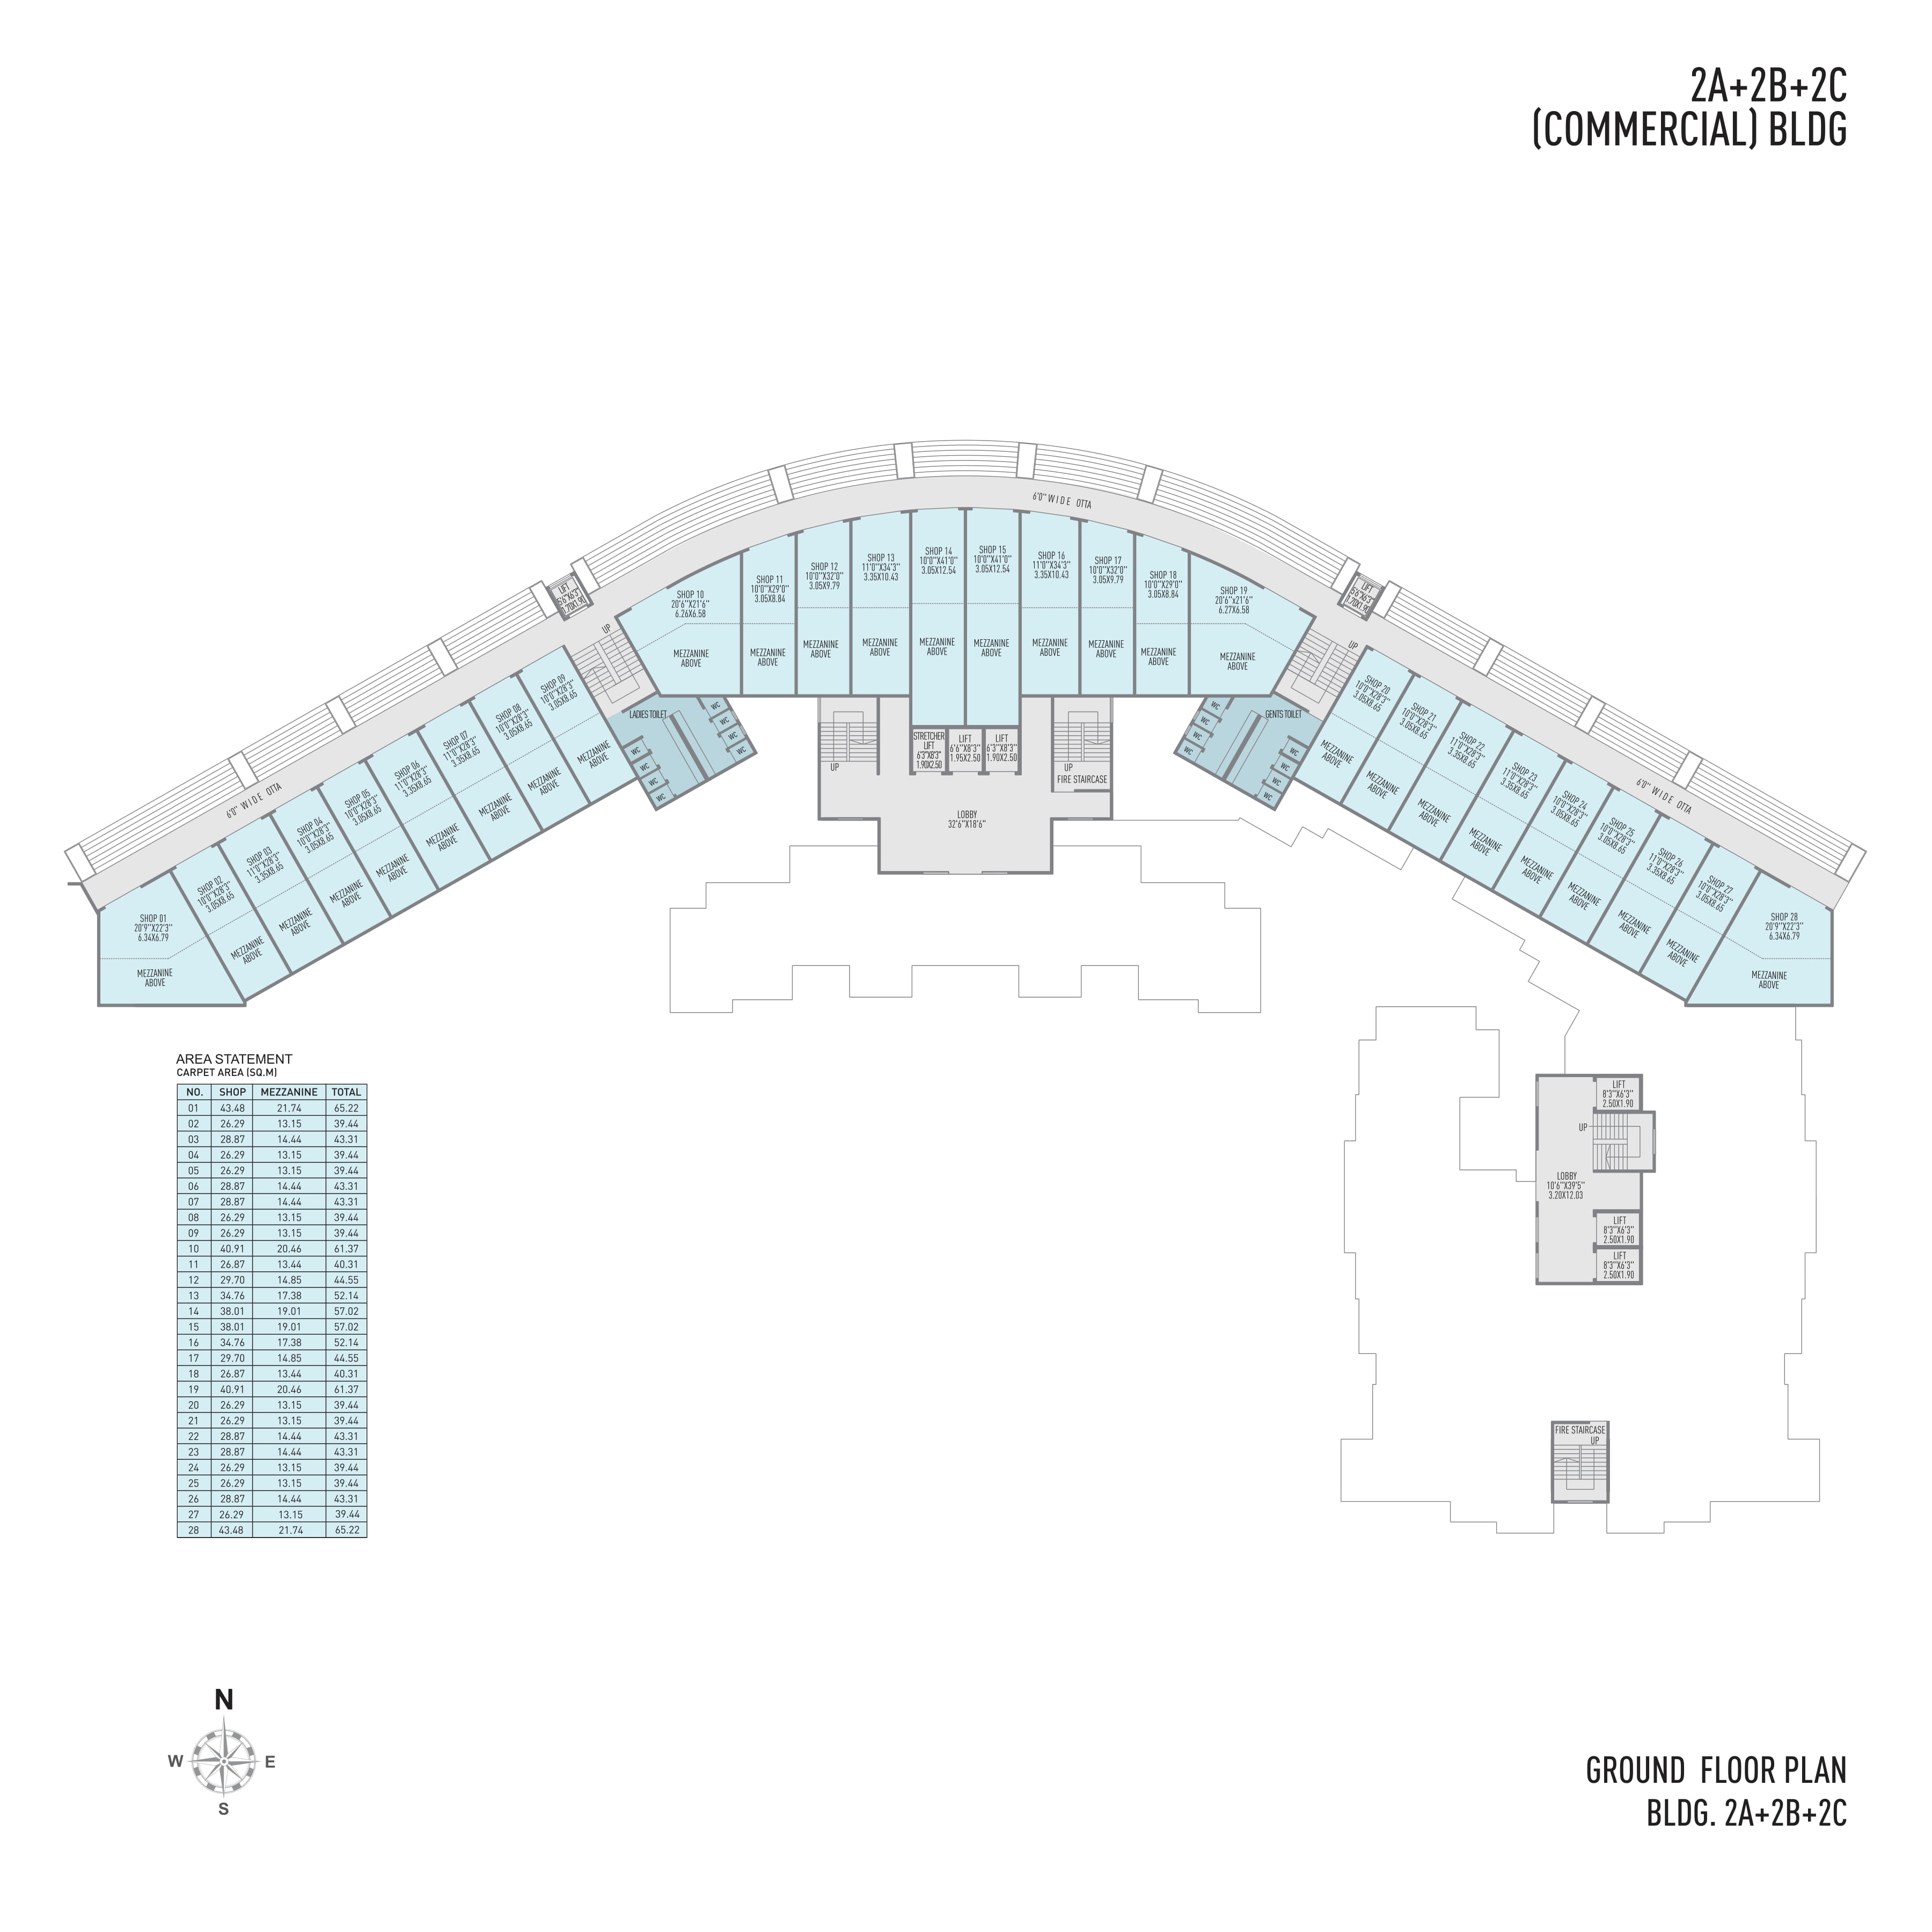 2A+2B+2C
(COMMERCIAL) BLDG
6'0" WIDE OTTA
SHOP 14
10'0"X41'0"
3.05X12.54
MEZZANINE
ABOVE
SHOP 15
10'0"X41'0"
3.05X12.54
MEZZANINE
ABOVE
SHOP 13
11'0"X34'3"
3.35X10.43
MEZZANINE
ABOVE
SHOP 16
11'0"X34'3"
3.35X10.43
MEZZANINE
ABOVE
SHOP 12
10'0"X32'0"
3.05X9.79
MEZZANINE
ABOVE
SHOP 17
10'0"X32'0"
3.05X9.79
MEZZANINE
ABOVE
SHOP 11
10'0"X29'0"
3.05X8.84
MEZZANINE
ABOVE
SHOP 18
10'0"X29'0"
3.05X8.84
MEZZANINE
ABOVE
SHOP 10
20'6"X21'6"
6.26X6.58
MEZZANINE
ABOVE
SHOP 19
20'6"x21'6"
6.27X6.58
MEZZANINE
ABOVE
LIFT
5'6"X6'3"
1.70X1.90
UP
LIFT
5'6"X6'3"
1.70X1.90
UP
SHOP 09
10'0"X28'3"
3.05X8.65
MEZZANINE
ABOVE
SHOP 08
10'0"X28'3"
3.05X8.65
MEZZANINE
ABOVE
SHOP 07
11'0"X28'3"
3.35X8.65
MEZZANINE
ABOVE
SHOP 06
11'0"X28'3"
3.35X8.65
MEZZANINE
ABOVE
SHOP 05
10'0"X28'3"
3.05X8.65
MEZZANINE
ABOVE
SHOP 04
10'0"X28'3"
3.05X8.65
MEZZANINE
ABOVE
SHOP 03
11'0"X28'3"
3.35X8.65
MEZZANINE
ABOVE
SHOP 02
10'0"X28'3"
3.05X8.65
MEZZANINE
ABOVE
SHOP 01
20'9"X22'3"
6.34X6.79
MEZZANINE
ABOVE
6'0" WIDE OTTA
LADIES TOILET
WC
WC
WC
WC
WC
WC
WC
WC
GENTS TOILET
WC
WC
WC
WC
WC
WC
WC
WC
UP
STRETCHER
LIFT
6'3"X8'3"
1.90X2.50
LIFT
6'6"X8'3"
1.95X2.50
LIFT
6'3"X8'3"
1.90X2.50
UP
FIRE STAIRCASE
LOBBY
32'6"X18'6"
SHOP 20
10'0"X28'3"
3.05X8.65
MEZZANINE
ABOVE
SHOP 21
10'0"X28'3"
3.05X8.65
MEZZANINE
ABOVE
SHOP 22
11'0"X28'3"
3.35X8.65
MEZZANINE
ABOVE
SHOP 23
11'0"X28'3"
3.35X8.65
MEZZANINE
ABOVE
SHOP 24
10'0"X28'3"
3.05X8.65
MEZZANINE
ABOVE
SHOP 25
10'0"X28'3"
3.05X8.65
MEZZANINE
ABOVE
SHOP 26
11'0"X28'3"
3.35X8.65
MEZZANINE
ABOVE
SHOP 27
10'0"X28'3"
3.05X8.65
MEZZANINE
ABOVE
SHOP 28
20'9"X22'3"
6.34X6.79
MEZZANINE
ABOVE
6'0" WIDE OTTA
LIFT
8'3"X6'3"
2.50X1.90
UP
LOBBY
10'6"X39'5"
3.20X12.03
LIFT
8'3"X6'3"
2.50X1.90
LIFT
8'3"X6'3"
2.50X1.90
FIRE STAIRCASE
UP
AREA STATEMENT
CARPET AREA (SQ.M)
NO. SHOP MEZZANINE TOTAL
01 43.48 21.74 65.22
02 26.29 13.15 39.44
03 28.87 14.44 43.31
04 26.29 13.15 39.44
05 26.29 13.15 39.44
06 28.87 14.44 43.31
07 28.87 14.44 43.31
08 26.29 13.15 39.44
09 26.29 13.15 39.44
10 40.91 20.46 61.37
11 26.87 13.44 40.31
12 29.70 14.85 44.55
13 34.76 17.38 52.14
14 38.01 19.01 57.02
15 38.01 19.01 57.02
16 34.76 17.38 52.14
17 29.70 14.85 44.55
18 26.87 13.44 40.31
19 40.91 20.46 61.37
20 26.29 13.15 39.44
21 26.29 13.15 39.44
22 28.87 14.44 43.31
23 28.87 14.44 43.31
24 26.29 13.15 39.44
25 26.29 13.15 39.44
26 28.87 14.44 43.31
27 26.29 13.15 39.44
28 43.48 21.74 65.22
N
W E
S
GROUND FLOOR PLAN
BLDG. 2A+2B+2C